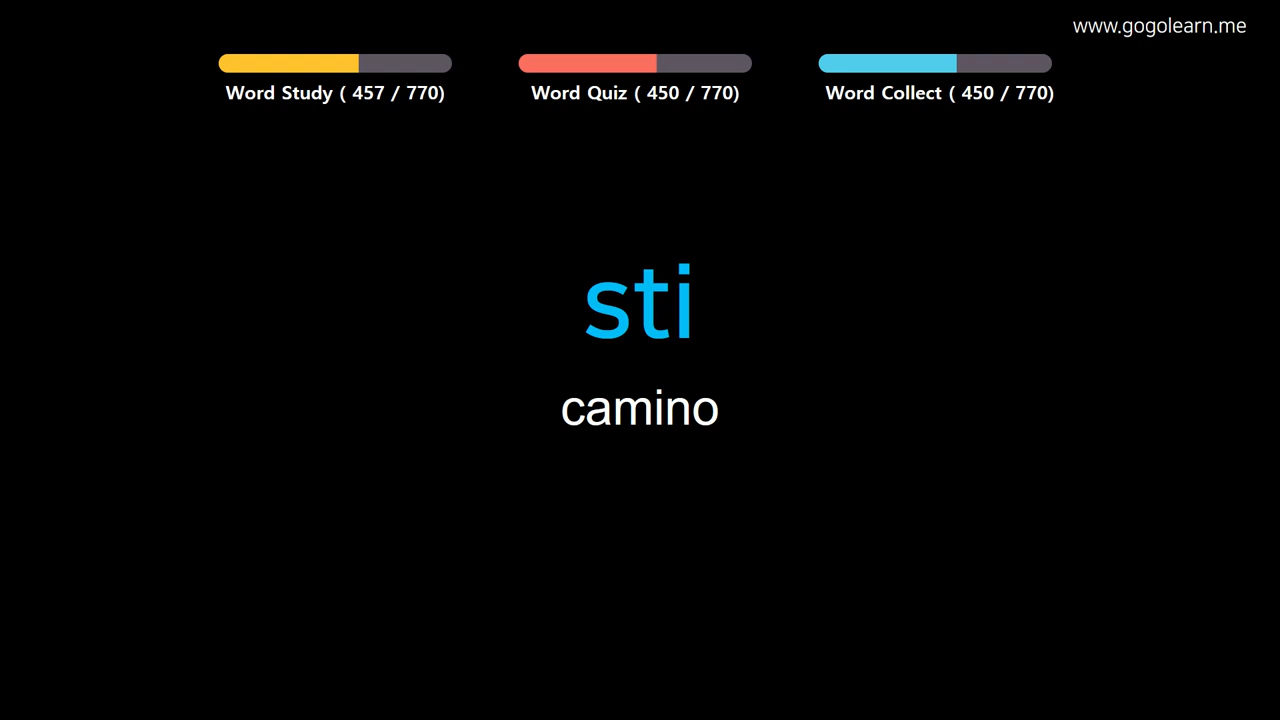 www.gogolearn.me
Word Study ( 457 / 770)
Word Quiz ( 450 / 770)
Word Collect ( 450 / 770)
sti
camino